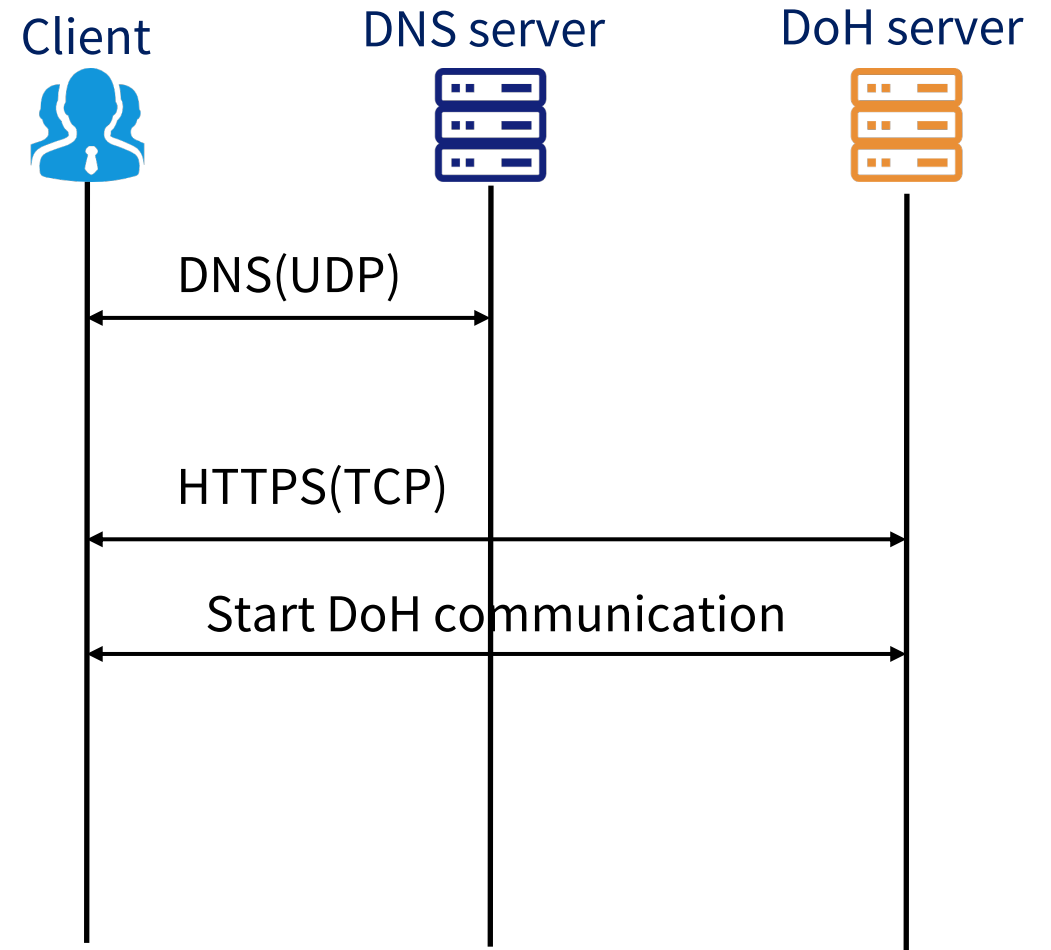 Client
DNS server
DoH server
DNS(UDP)
HTTPS(TCP)
Start DoH communication